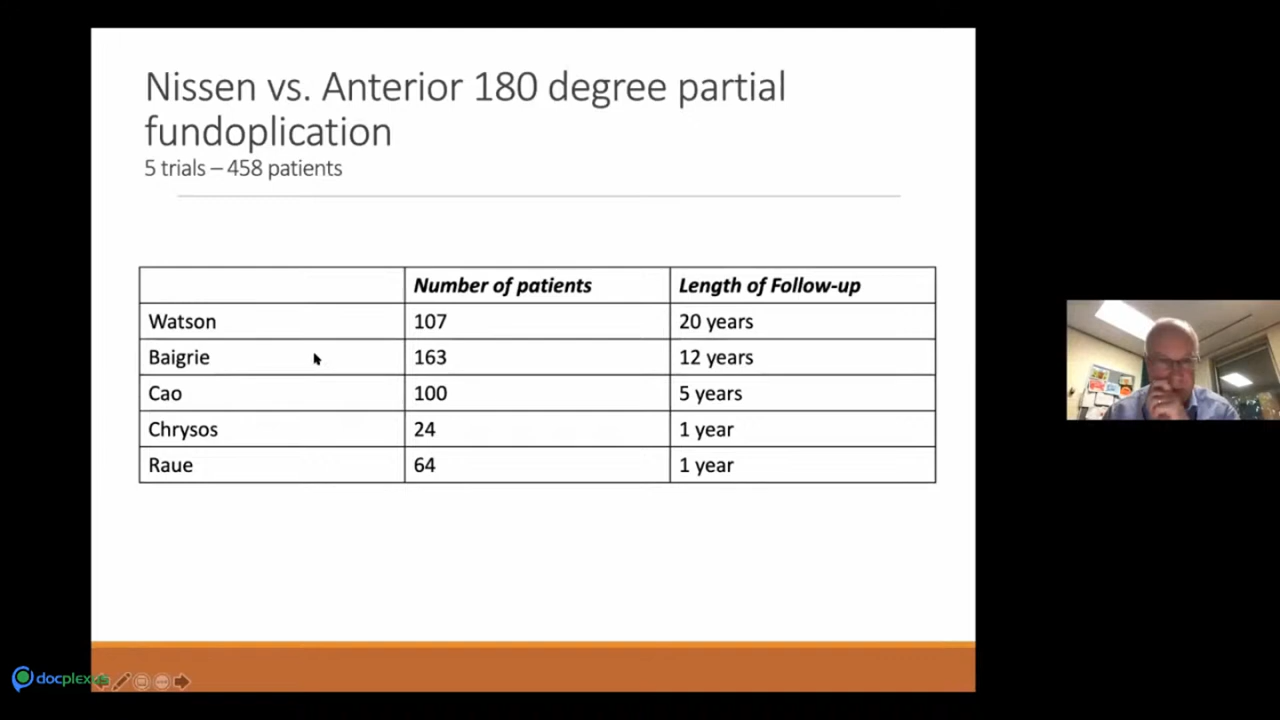 Nissen vs. Anterior 180 degree partial
fundoplication
5 trials – 458 patients
Number of patients Length of Follow-up
Watson 107 20 years
Baigrie 163 12 years
Cao 100 5 years
Chrysos 24 1 year
Raue 64 1 year
docplexus